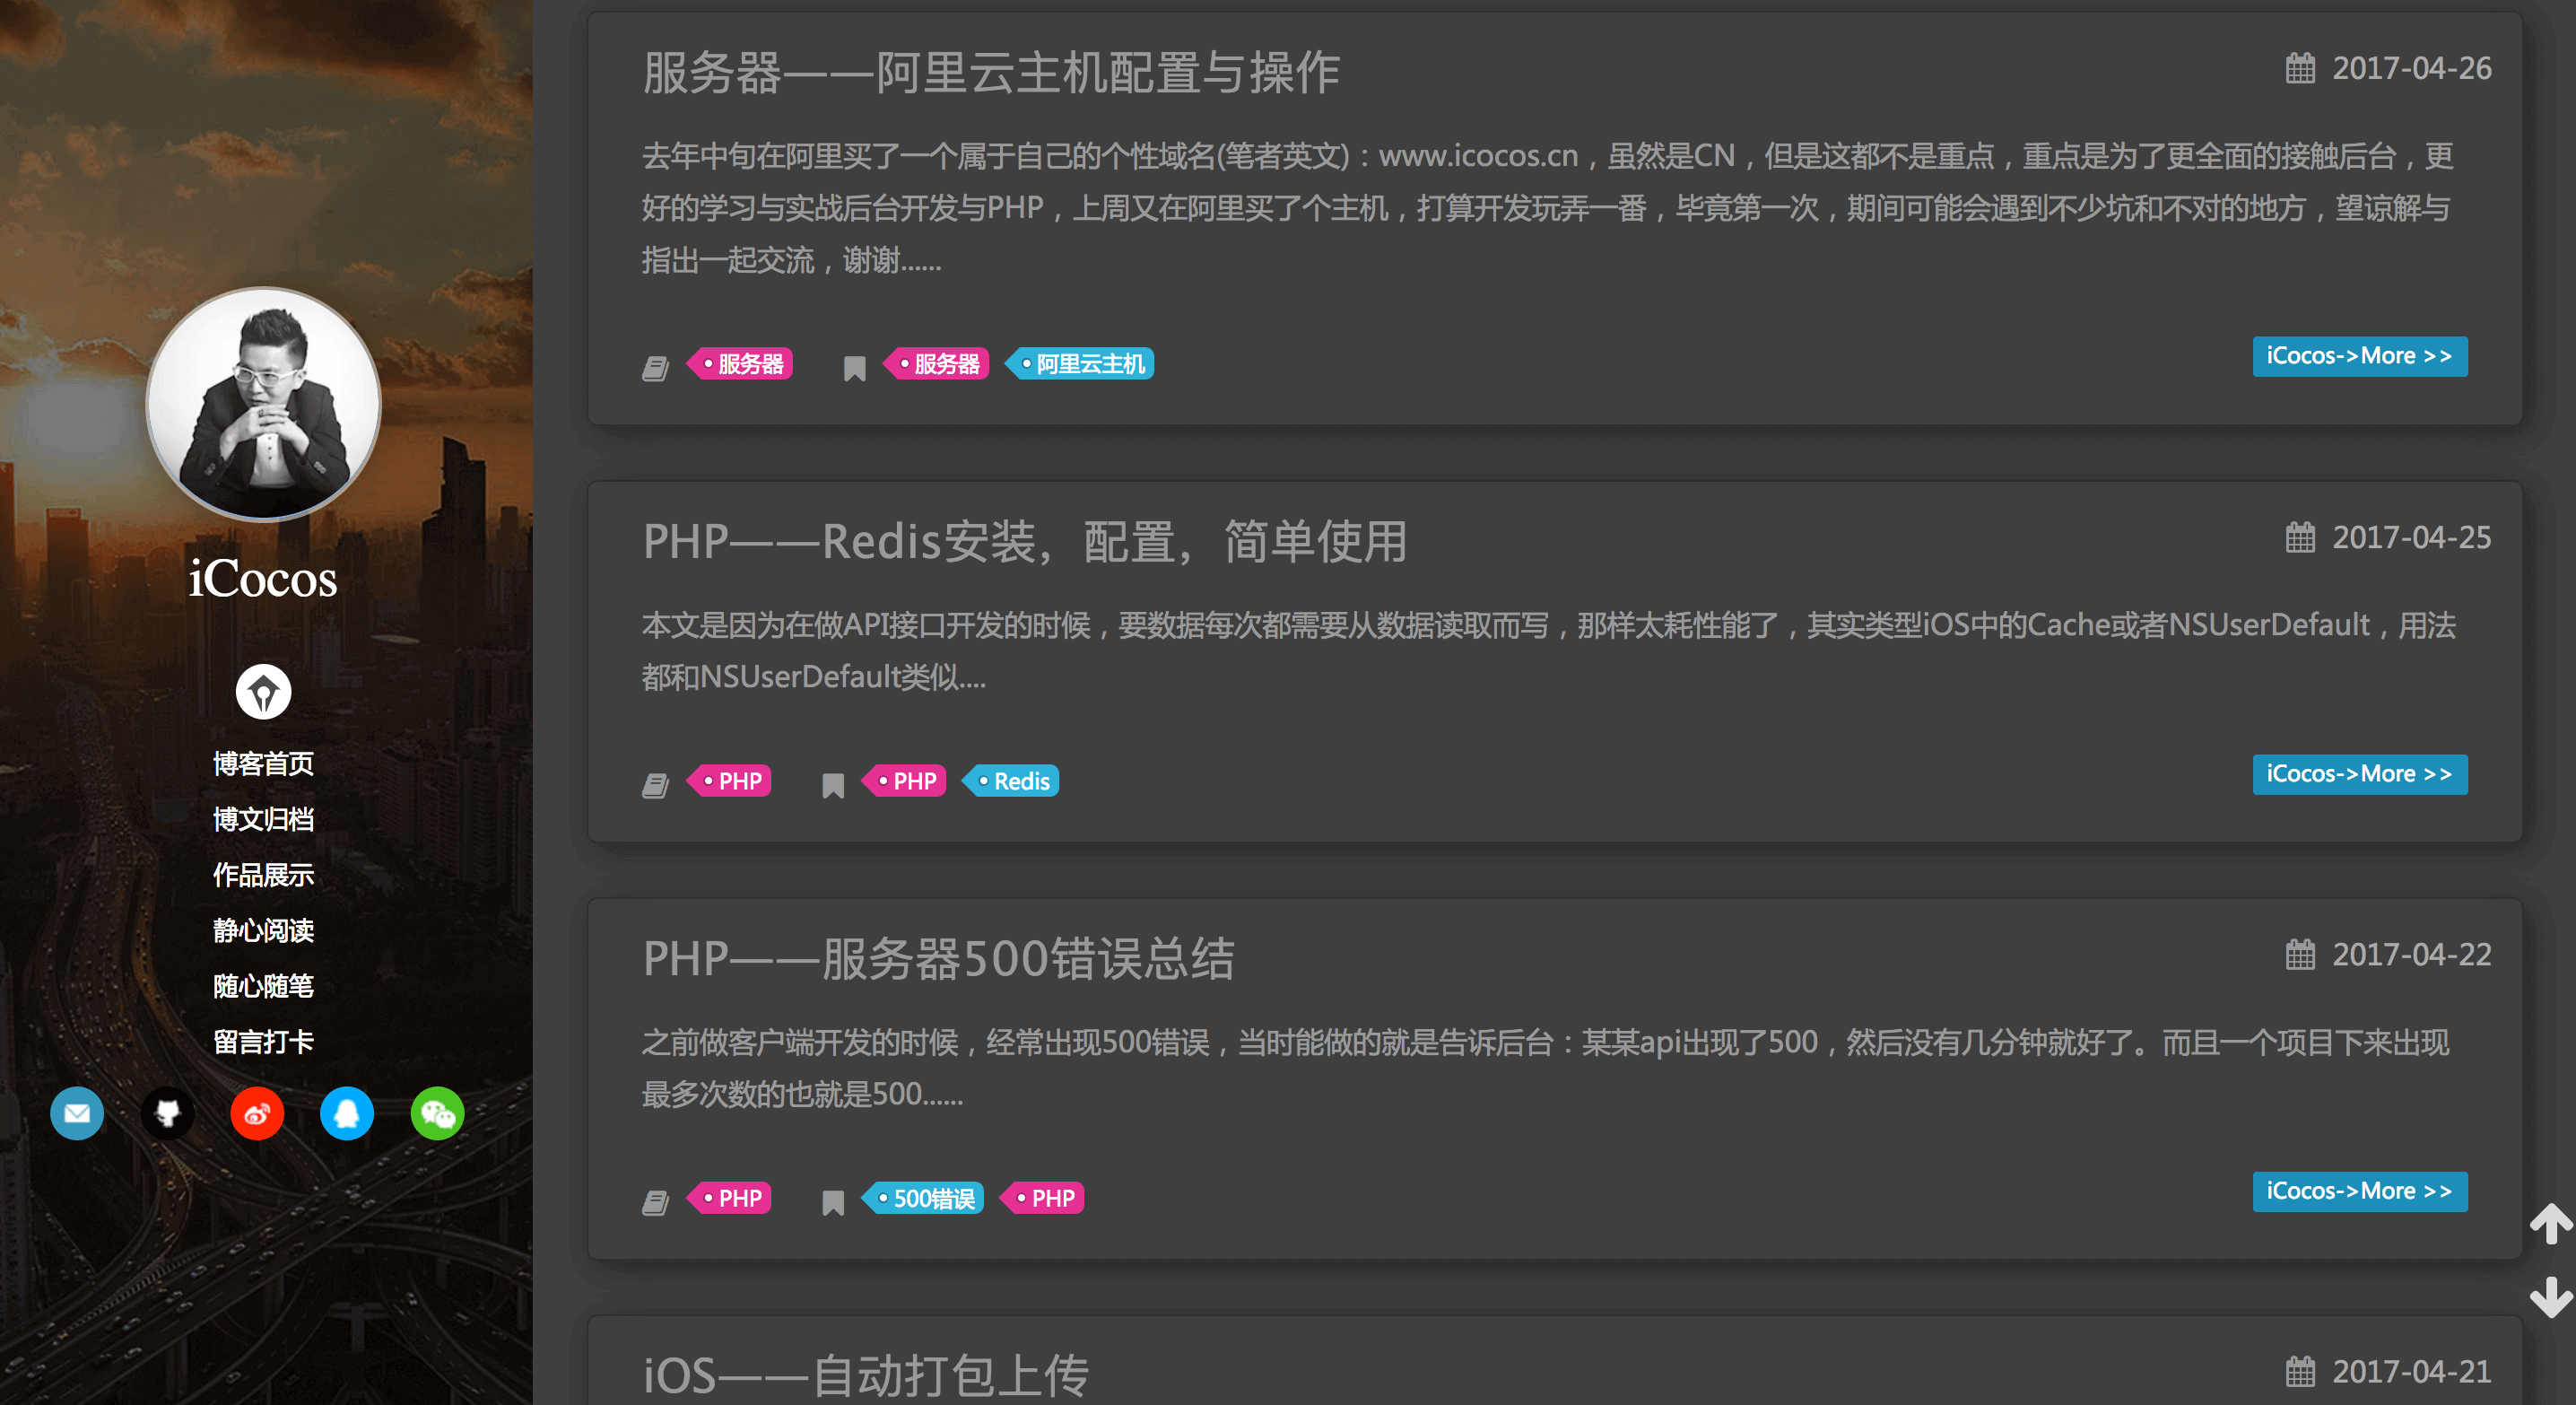 iCocos
博客首页
博文归档
作品展示
静心阅读
随心随笔
留言打卡
服务器——阿里云主机配置与操作
2017-04-26
去年中旬在阿里买了一个属于自己的个性域名(笔者英文)：www.icocos.cn，虽然是CN，但是这都不是重点，重点是为了更全面的接触后台，更
好的学习与实战后台开发与PHP，上周又在阿里买了个主机，打算开发玩弄一番，毕竟第一次，期间可能会遇到不少坑和不对的地方，望谅解与
指出一起交流，谢谢......
服务器 服务器 阿里云主机
iCocos->More >>
PHP——Redis安装，配置，简单使用
2017-04-25
本文是因为在做API接口开发的时候，要数据每次都需要从数据读取而写，那样太耗性能了，其实类型iOS中的Cache或者NSUserDefault，用法
都和NSUserDefault类似....
PHP PHP Redis
iCocos->More >>
PHP——服务器500错误总结
2017-04-22
之前做客户端开发的时候，经常出现500错误，当时能做的就是告诉后台：某某api出现了500，然后没有几分钟就好了。而且一个项目下来出现
最多次数的也就是500......
PHP 500错误 PHP
iCocos->More >>
iOS——自动打包上传
2017-04-21